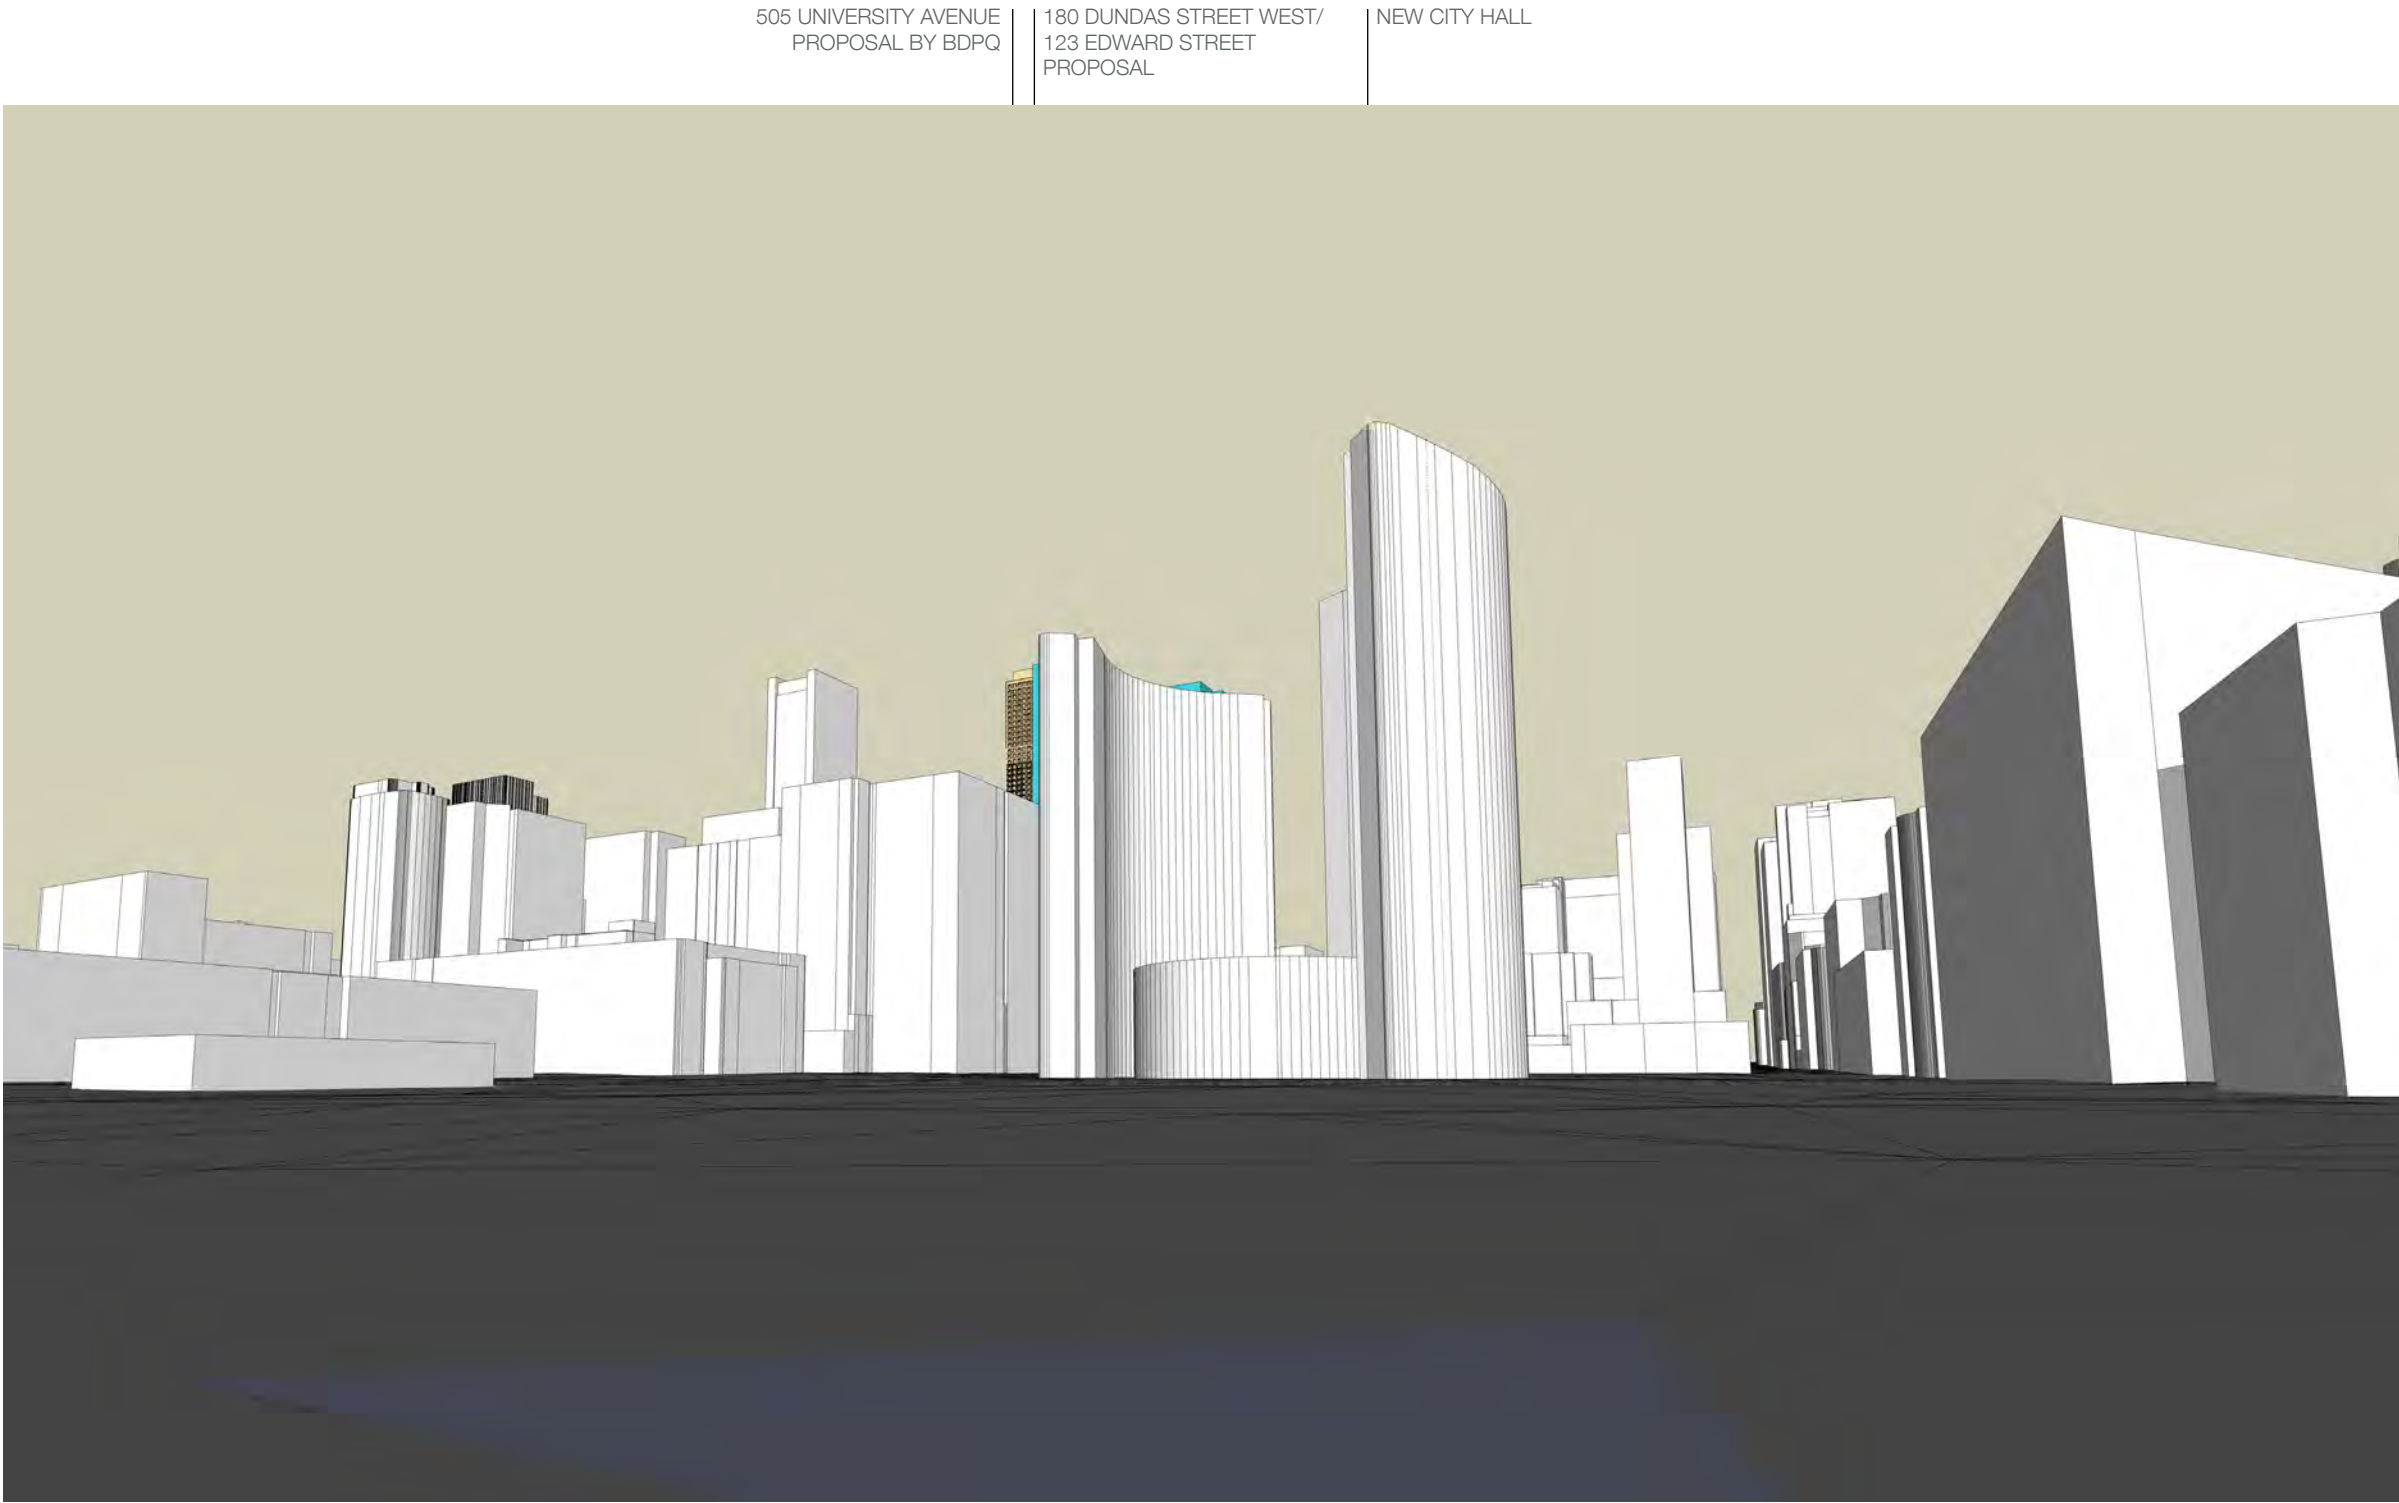 505 UNIVERSITY AVENUE
PROPOSAL BY BDPQ
180 DUNDAS STREET WEST/
123 EDWARD STREET
PROPOSAL
NEW CITY HALL